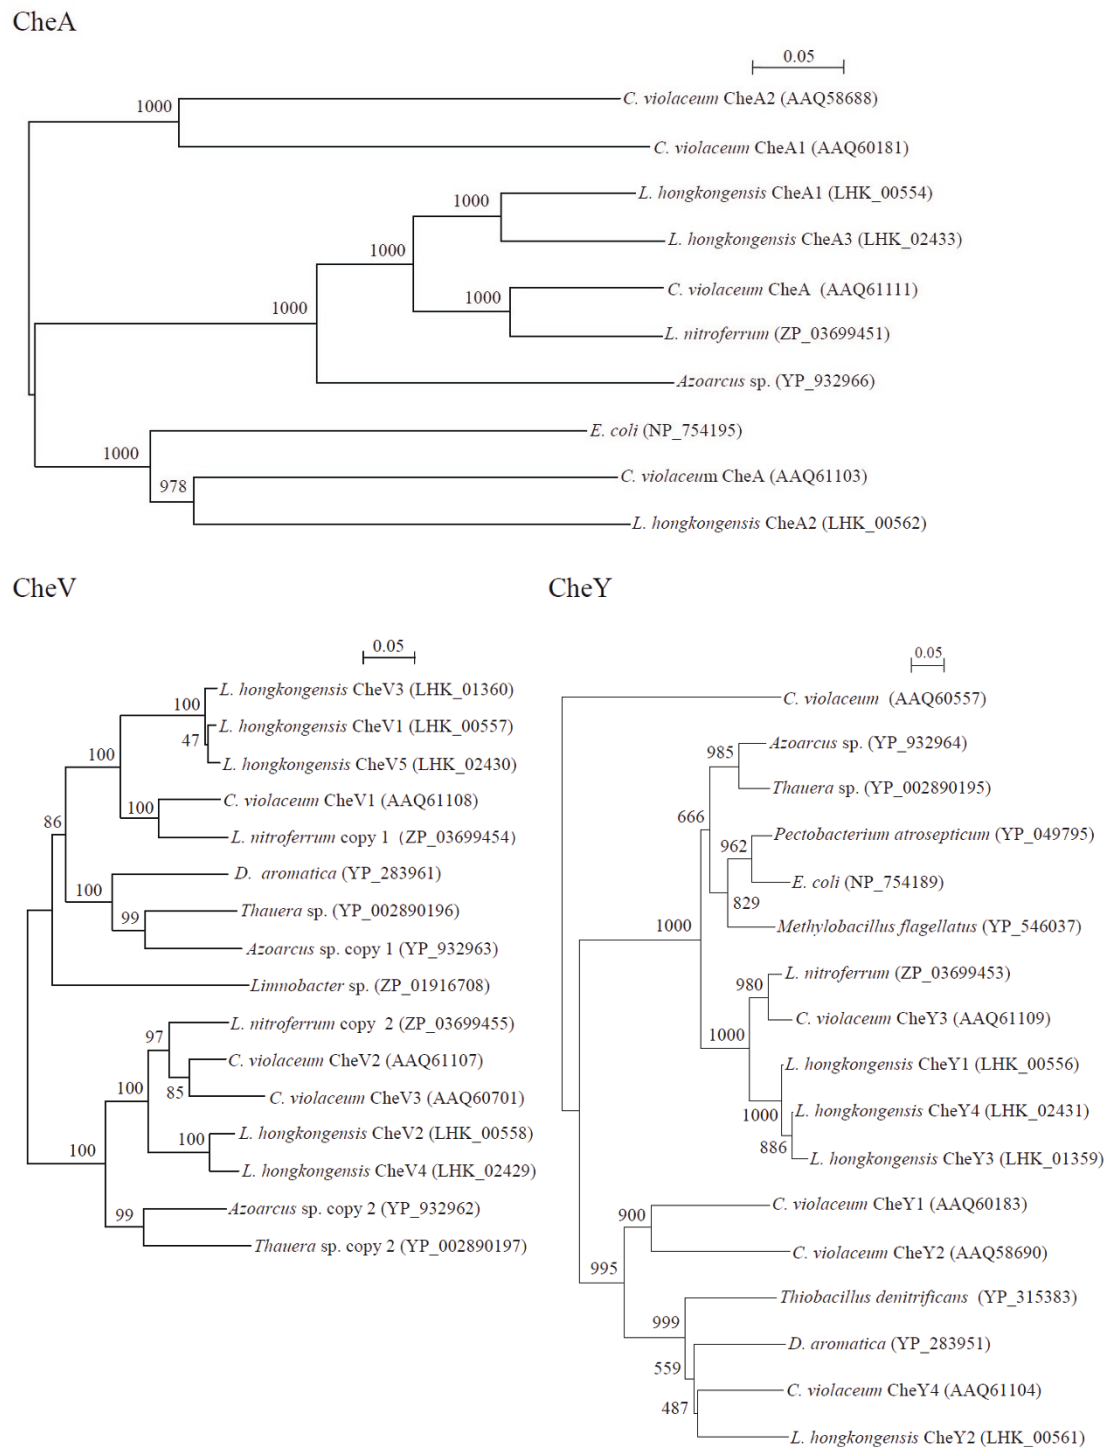 CheA
0.05
1000
C. violaceum CheA2 (AAQ58688)
C. violaceum CheA1 (AAQ60181)
1000
L. hongkongensis CheA1 (LHK_00554)
L. hongkongensis CheA3 (LHK_02433)
1000
1000
C. violaceum CheA (AAQ61111)
1000
L. nitroferrum (ZP_03699451)
Azoarcus sp. (YP_932966)
E. coli (NP_754195)
1000
C. violaceum CheA (AAQ61103)
978
L. hongkongensis CheA2 (LHK_00562)
CheV
0.05
L. hongkongensis CheV3 (LHK_01360)
100
L. hongkongensis CheV1 (LHK_00557)
47
L. hongkongensis CheV5 (LHK_02430)
100
C. violaceum CheV1 (AAQ61108)
100
L. nitroferrum copy 1 (ZP_03699454)
86
D. aromatica (YP_283961)
100
Thauera sp. (YP_002890196)
99
Azoarcus sp. copy 1 (YP_932963)
Limnobacter sp. (ZP_01916708)
L. nitroferrum copy 2 (ZP_03699455)
97
C. violaceum CheV2 (AAQ61107)
85
C. violaceum CheV3 (AAQ60701)
100
L. hongkongensis CheV2 (LHK_00558)
100
L. hongkongensis CheV4 (LHK_02429)
100
Azoarcus sp. copy 2 (YP_932962)
99
Thauera sp. copy 2 (YP_002890197)
CheY
0.05
C. violaceum (AAQ60557)
Azoarcus sp. (YP_932964)
985
Thauera sp. (YP_002890195)
666
Pectobacterium atrosepticum (YP_049795)
962
E. coli (NP_754189)
829
Methylobacillus flagellatus (YP_546037)
1000
L. nitroferrum (ZP_03699453)
980
C. violaceum CheY3 (AAQ61109)
1000
L. hongkongensis CheY1 (LHK_00556)
1000
L. hongkongensis CheY4 (LHK_02431)
886
L. hongkongensis CheY3 (LHK_01359)
C. violaceum CheY1 (AAQ60183)
900
C. violaceum CheY2 (AAQ58690)
995
Thiobacillus denitrificans (YP_315383)
999
D. aromatica (YP_283951)
559
C. violaceum CheY4 (AAQ61104)
487
L. hongkongensis CheY2 (LHK_00561)